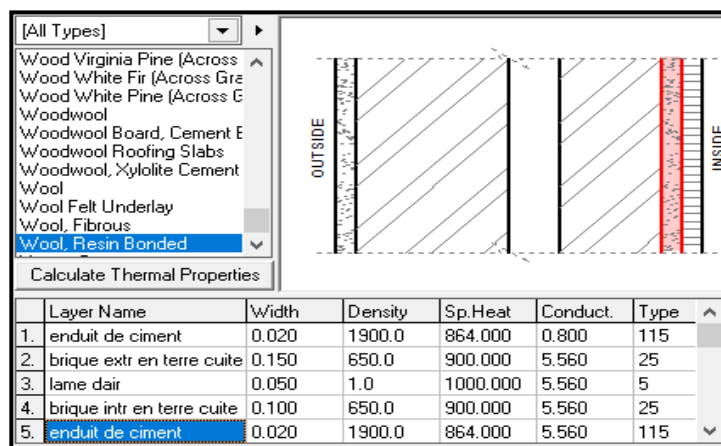 [All Types]
Wood Virginia Pine (Across
Wood White Fir (Across Gra
Wood White Pine (Across G
Woodwool
Woodwool Board, Cement B
Woodwool Roofing Slabs
Woodwool, Xylolite Cement
Wool
Wool Felt Underlay
Wool, Fibrous
Wool, Resin Bonded
Calculate Thermal Properties
OUTSIDE
INSIDE
Layer Name Width Density Sp.Heat Conduct. Type
1. enduit de ciment 0.020 1900.0 864.000 0.800 115
2. brique extr en terre cuite 0.150 650.0 900.000 5.560 25
3. lame dair 0.050 1.0 1000.000 5.560 5
4. brique intr en terre cuite 0.100 650.0 900.000 5.560 25
5. enduit de ciment 0.020 1900.0 864.000 5.560 115